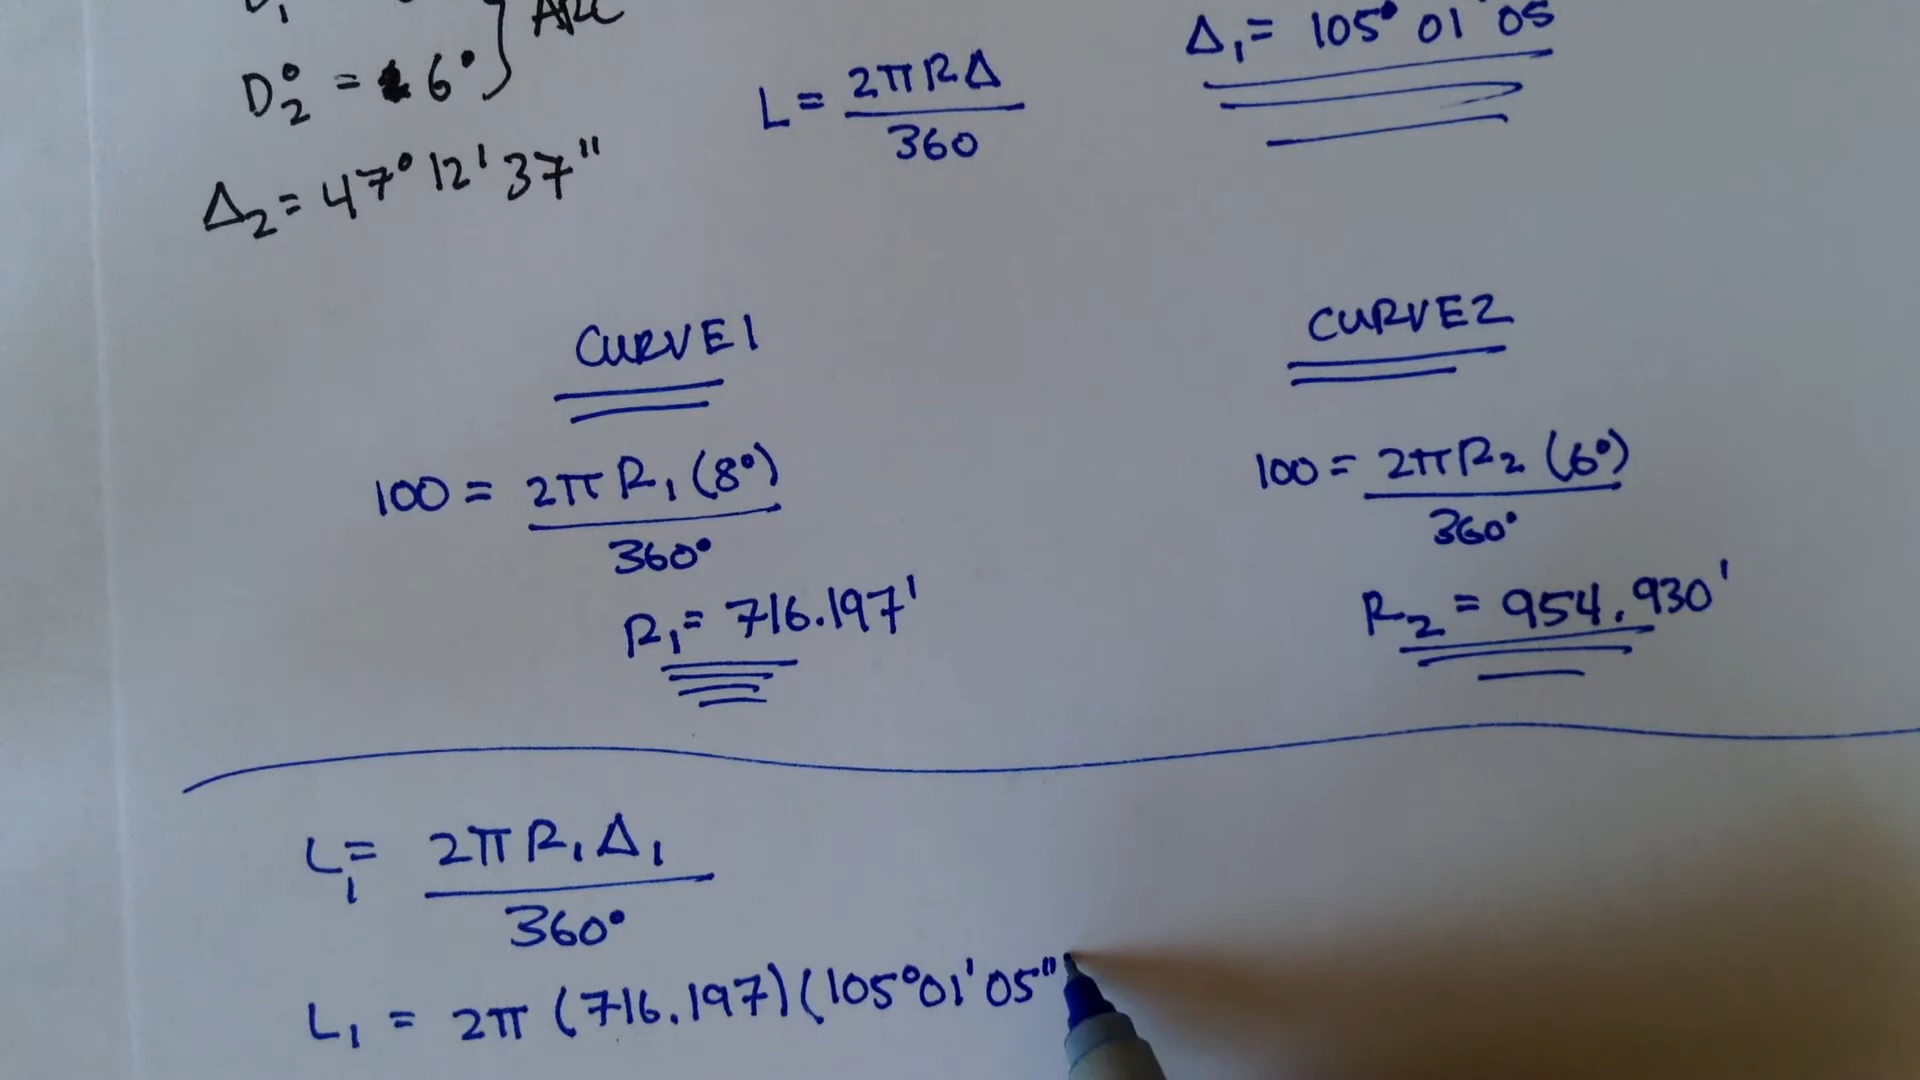 D₂° = 6° } ARC
Δ₂ = 47° 12' 37"
L = 2πRΔ / 360
Δ₁ = 105° 01' 05
CURVE 1
100 = 2πR₁(8°) / 360°
R₁ = 716.197'
CURVE 2
100 = 2πR₂(6°) / 360°
R₂ = 954.930'
L₁ = 2πR₁Δ₁ / 360°
L₁ = 2π(716.197)(105°01'05"